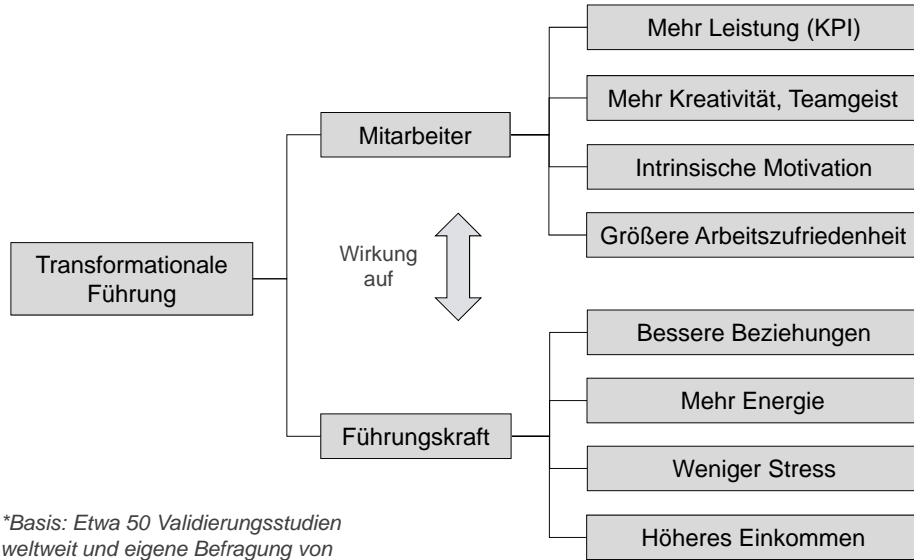 Transformationale
Führung
Wirkung
auf
Mitarbeiter
Mehr Leistung (KPI)
Mehr Kreativität, Teamgeist
Intrinsische Motivation
Größere Arbeitszufriedenheit
Führungskraft
Bessere Beziehungen
Mehr Energie
Weniger Stress
Höheres Einkommen
*Basis: Etwa 50 Validierungsstudien
weltweit und eigene Befragung von